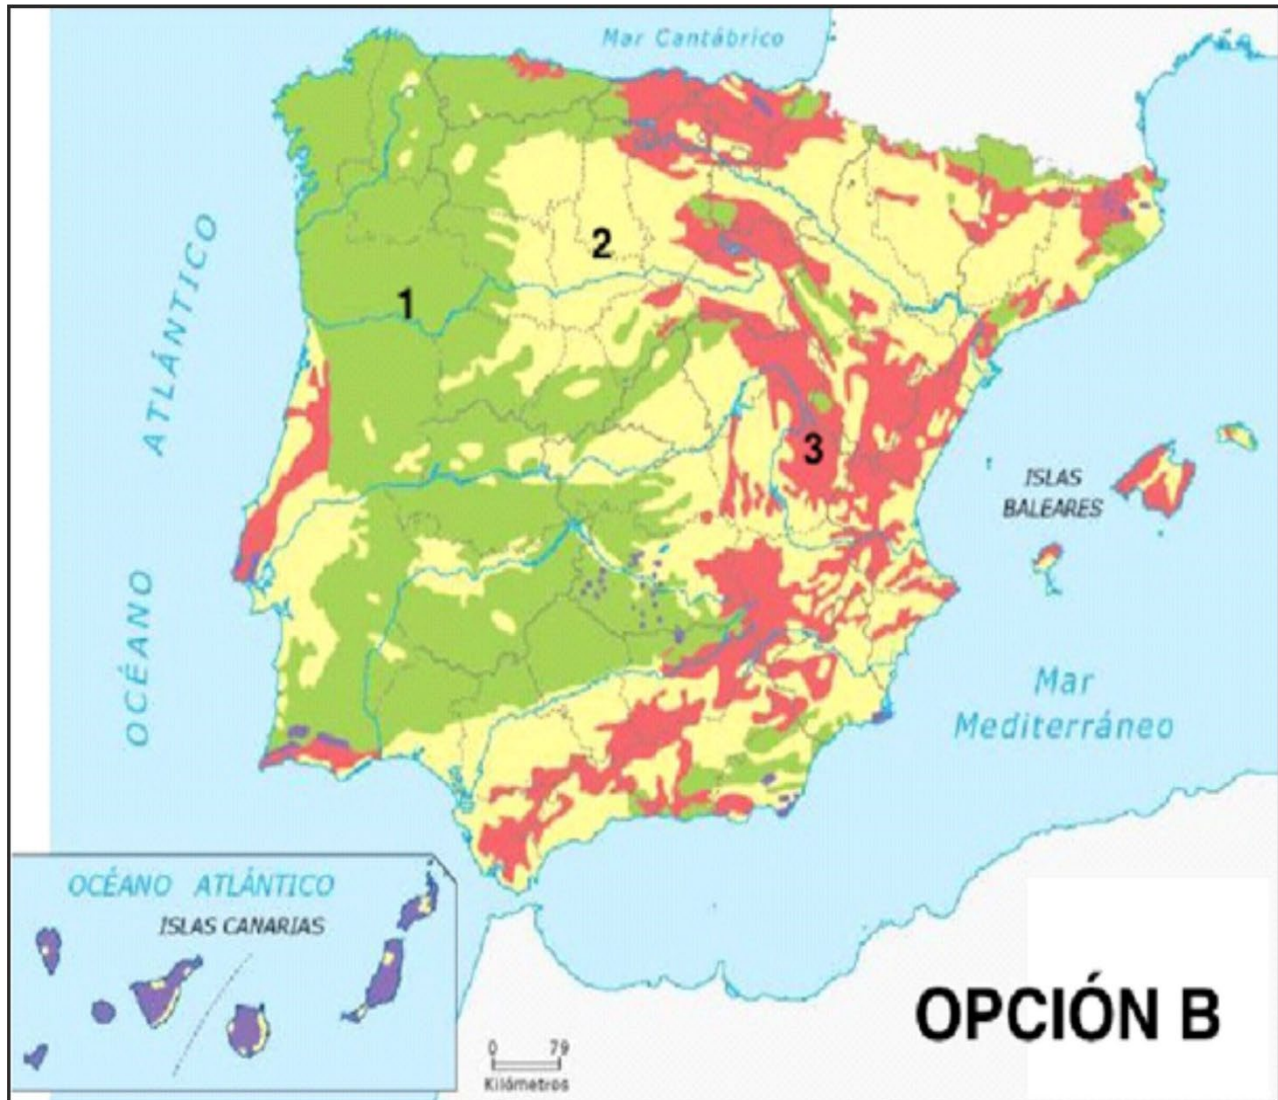 Mar Cantábrico
2
1
OCÉANO ATLÁNTICO
3
ISLAS
BALEARES
Mar
Mediterráneo
OCÉANO ATLÁNTICO
ISLAS CANARIAS
0 79
Kilómetros
OPCIÓN B